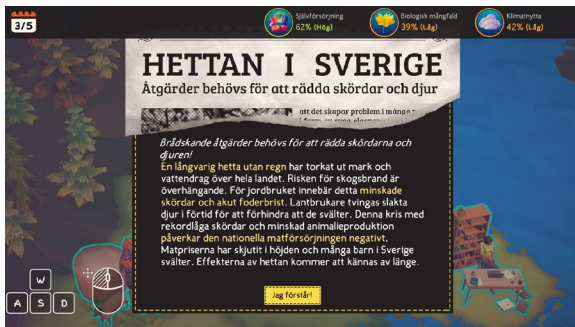 3/5
Självförsörjning
62% (Hög)
Biologisk mångfald
39% (Låg)
Klimatnytta
42% (Låg)
HETTAN I SVERIGE
Åtgärder behövs för att rädda skördar och djur
att det skapar problem i många
Brådskande åtgärder behövs för att rädda skördarna och
djuren!
En långvarig hetta utan regn har torkat ut mark och
vattendrag över hela landet. Risken för skogsbrand är
överhängande. För jordbruket innebär detta minskade
skördar och akut foderbrist. Lantbrukare tvingas slakta
djur i förtid för att förhindra att de svälter. Denna kris med
rekordlåga skördar och minskad animalieproduktion
påverkar den nationella matförsörjningen negativt.
Matpriserna har skjutit i höjden och många barn i Sverige
svälter. Effekterna av hettan kommer att kännas av länge.
Jag förstår!
W
A S D